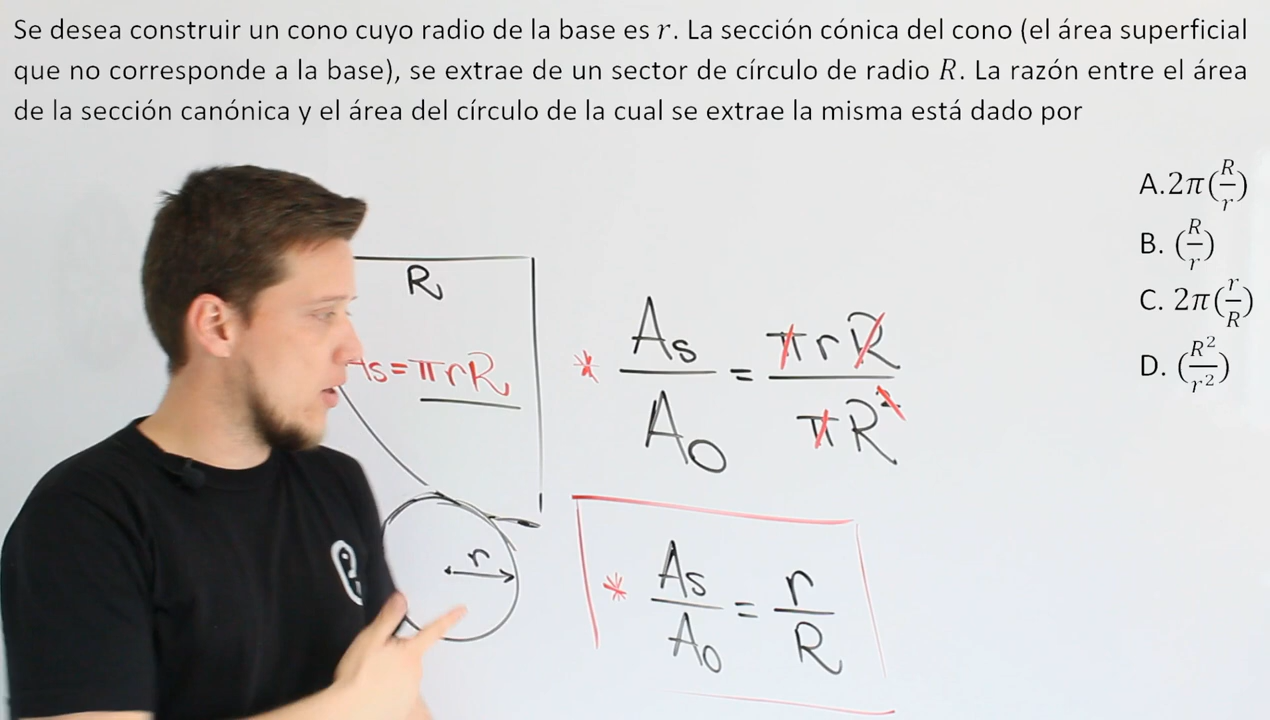 Se desea construir un cono cuyo radio de la base es r. La sección cónica del cono (el área superficial
que no corresponde a la base), se extrae de un sector de círculo de radio R. La razón entre el área
de la sección canónica y el área del círculo de la cual se extrae la misma está dado por
A. 2π(R/r)
B. (R/r)
C. 2π(r/R)
D. (R²/r²)
R
As=πrR
* As/Ao = πrR/πR²
r
* As/Ao = r/R